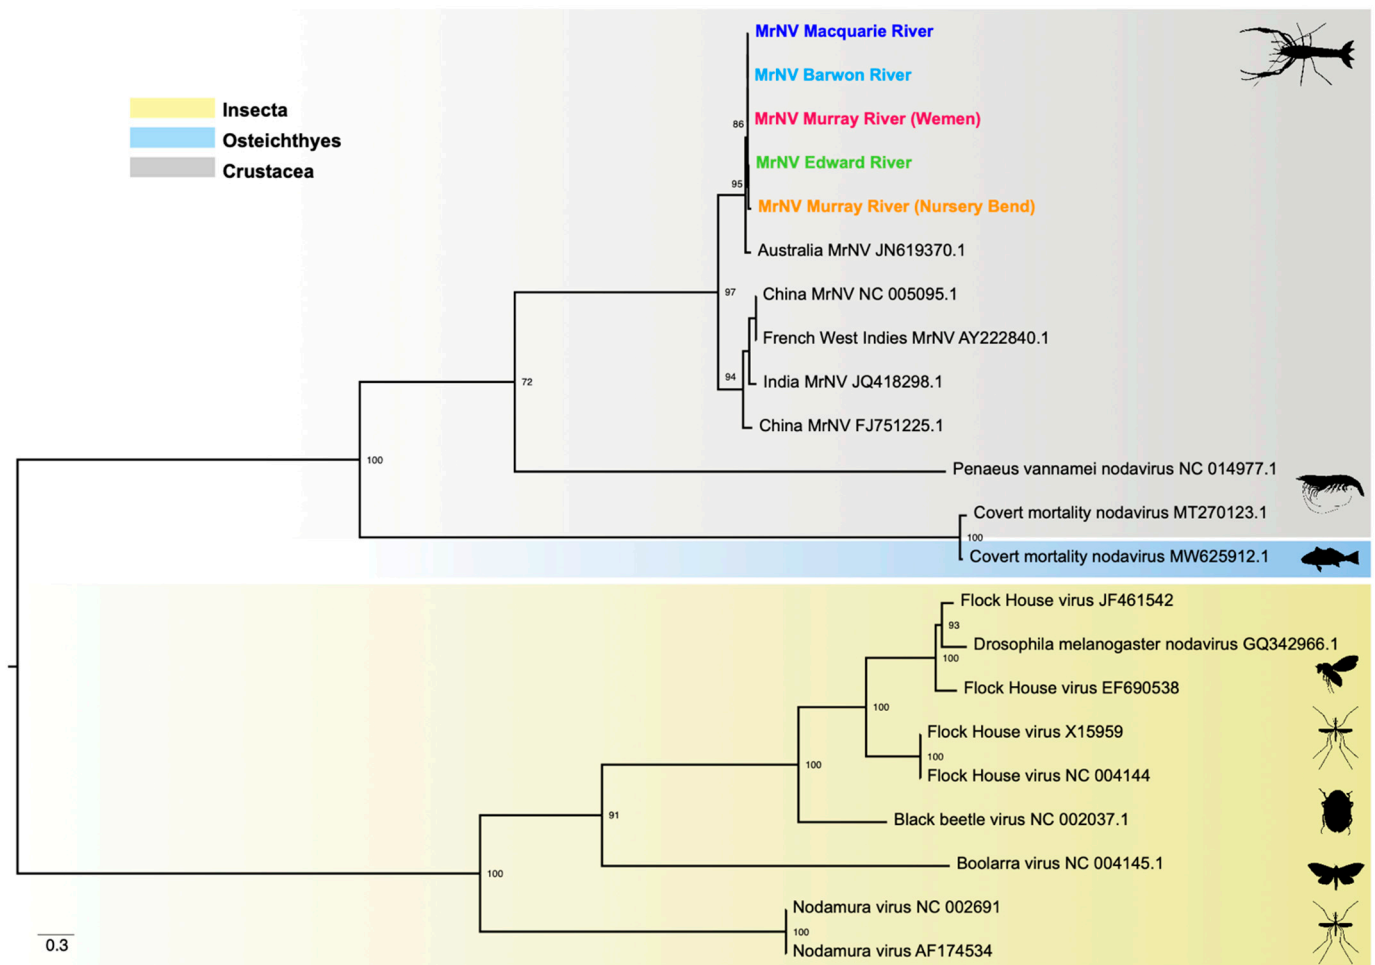 MrNV Macquarie River
MrNV Barwon River
Insecta
86
MrNV Murray River (Wemen)
Osteichthyes
MrNV Edward River
Crustacea
95
MrNV Murray River (Nursery Bend)
Australia MrNV JN619370.1
97
China MrNV NC 005095.1
French West Indies MrNV AY222840.1
72
94
India MrNV JQ418298.1
China MrNV FJ751225.1
100
Penaeus vannamei nodavirus NC 014977.1
Covert mortality nodavirus MT270123.1
100
Covert mortality nodavirus MW625912.1
Flock House virus JF461542
93
Drosophila melanogaster nodavirus GQ342966.1
100
Flock House virus EF690538
100
Flock House virus X15959
100
100
Flock House virus NC 004144
91
Black beetle virus NC 002037.1
Boolarra virus NC 004145.1
100
Nodamura virus NC 002691
100
0.3
Nodamura virus AF174534